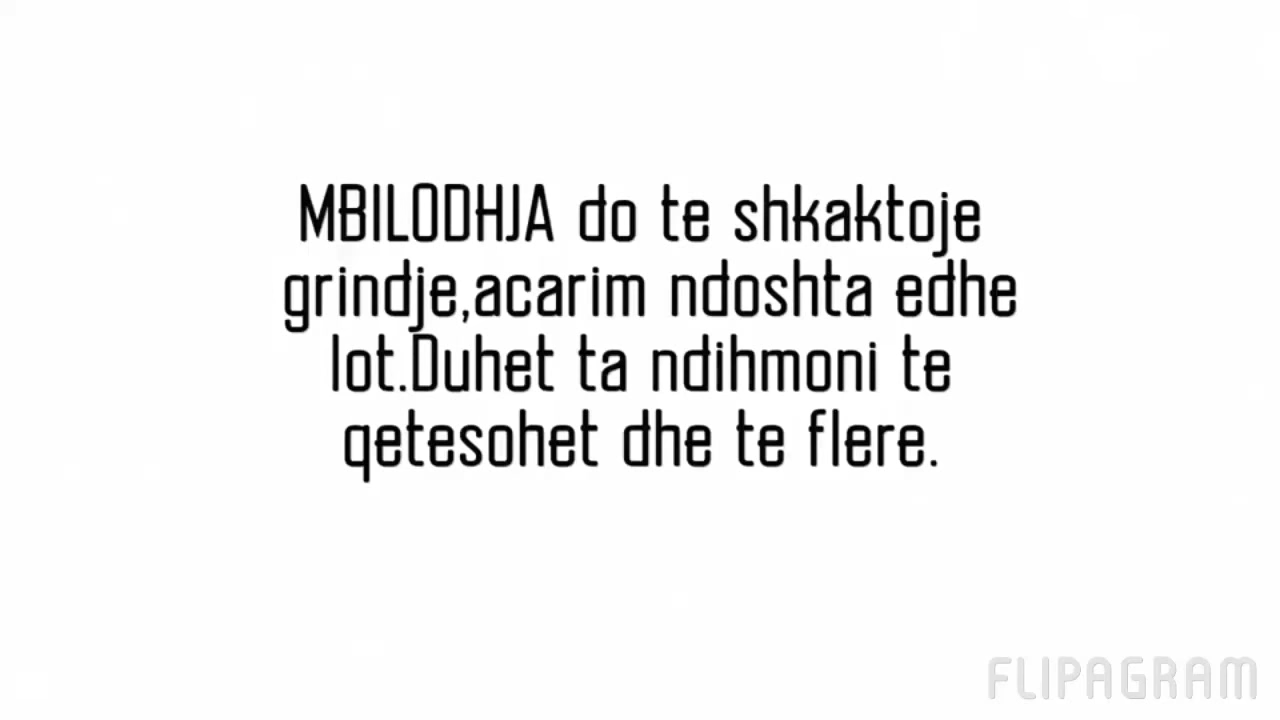 MBILODHJA do te shkaktoje
grindje,acarim ndoshta edhe
lot.Duhet ta ndihmoni te
qetesohet dhe te flere.
FLIPAGRAM